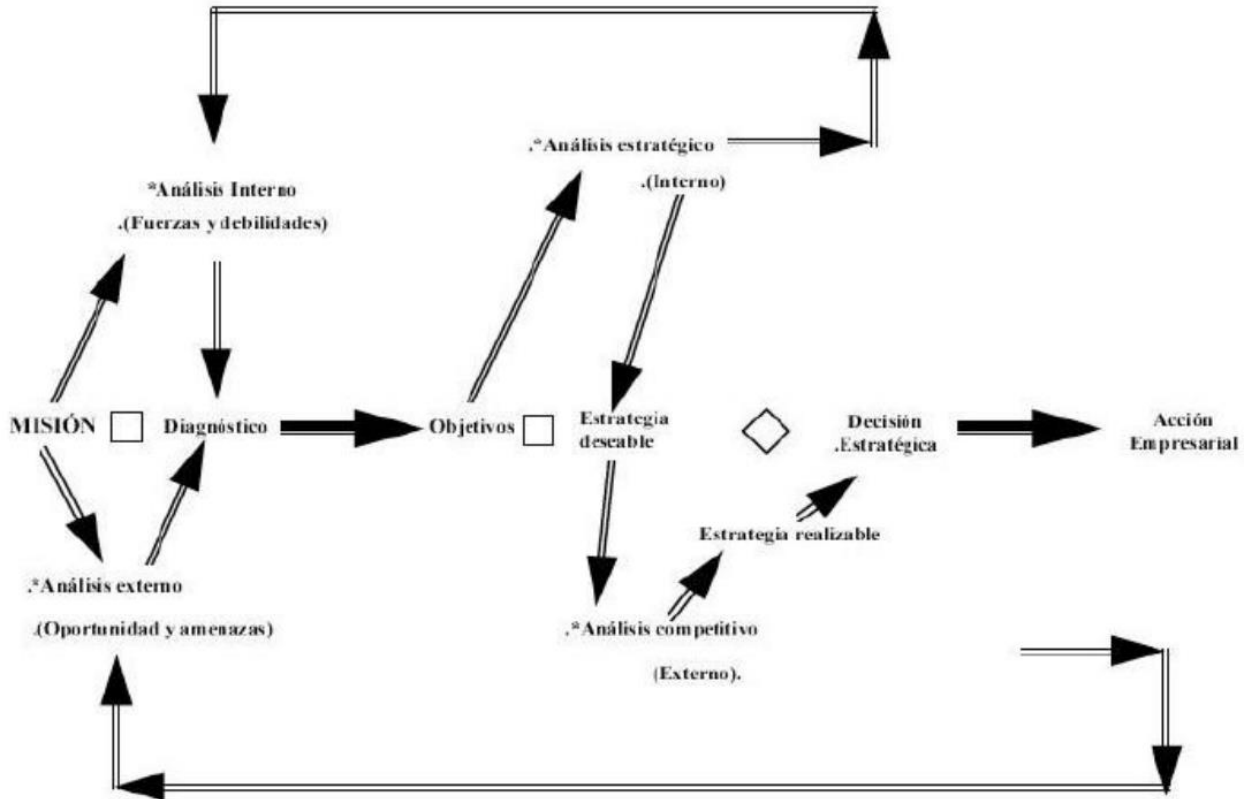 .*Análisis estratégico
.(Interno)
*Análisis Interno
.(Fuerzas y debilidades)
MISIÓN
Diagnóstico
Objetivos
Estrategia
deseable
Decisión
.Estratégica
Acción
Empresarial
Estrategia realizable
.*Análisis externo
.(Oportunidad y amenazas)
.*Análisis competitivo
(Externo).